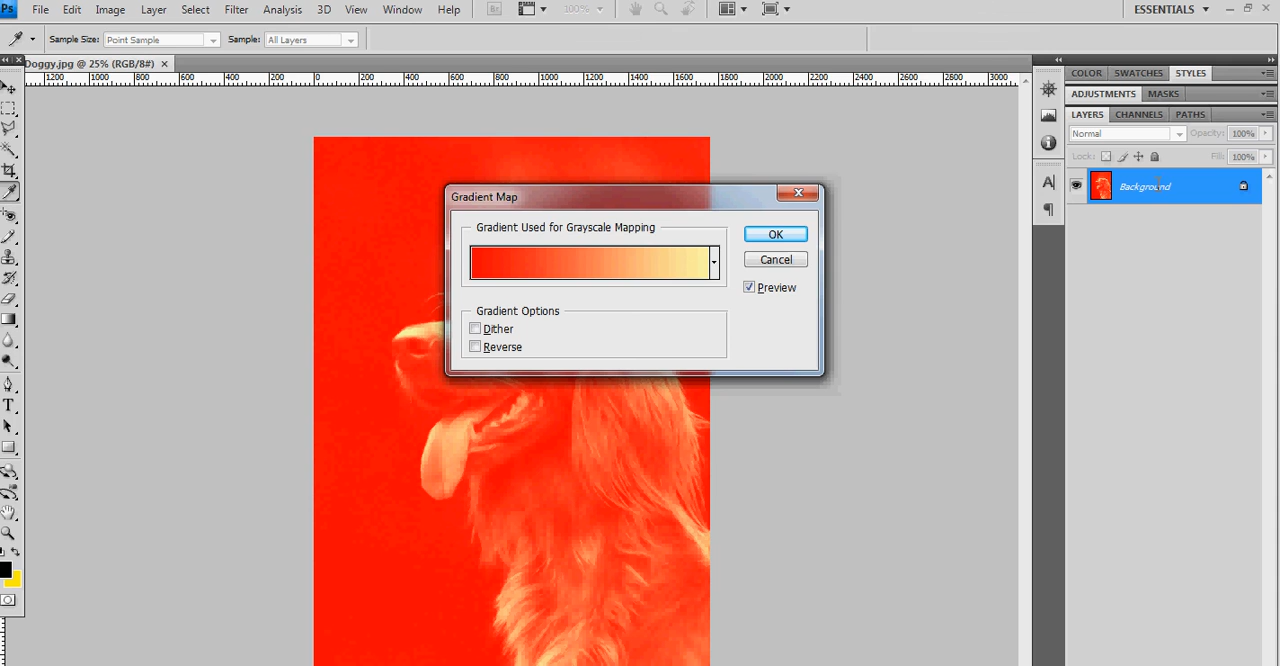 Ps File Edit Image Layer Select Filter Analysis 3D View Window Help Br 100% ESSENTIALS
Sample Size: Point Sample Sample: All Layers
Doggy.jpg @ 25% (RGB/8#)
1200 1000 800 600 400 200 0 200 400 600 800 1000 1200 1400 1600 1800 2000 2200 2400 2600 2800 3000
COLOR SWATCHES STYLES
ADJUSTMENTS MASKS
LAYERS CHANNELS PATHS
Normal Opacity: 100%
Lock: Fill: 100%
Background
Gradient Map
Gradient Used for Grayscale Mapping
OK
Cancel
Preview
Gradient Options
Dither
Reverse
A
T